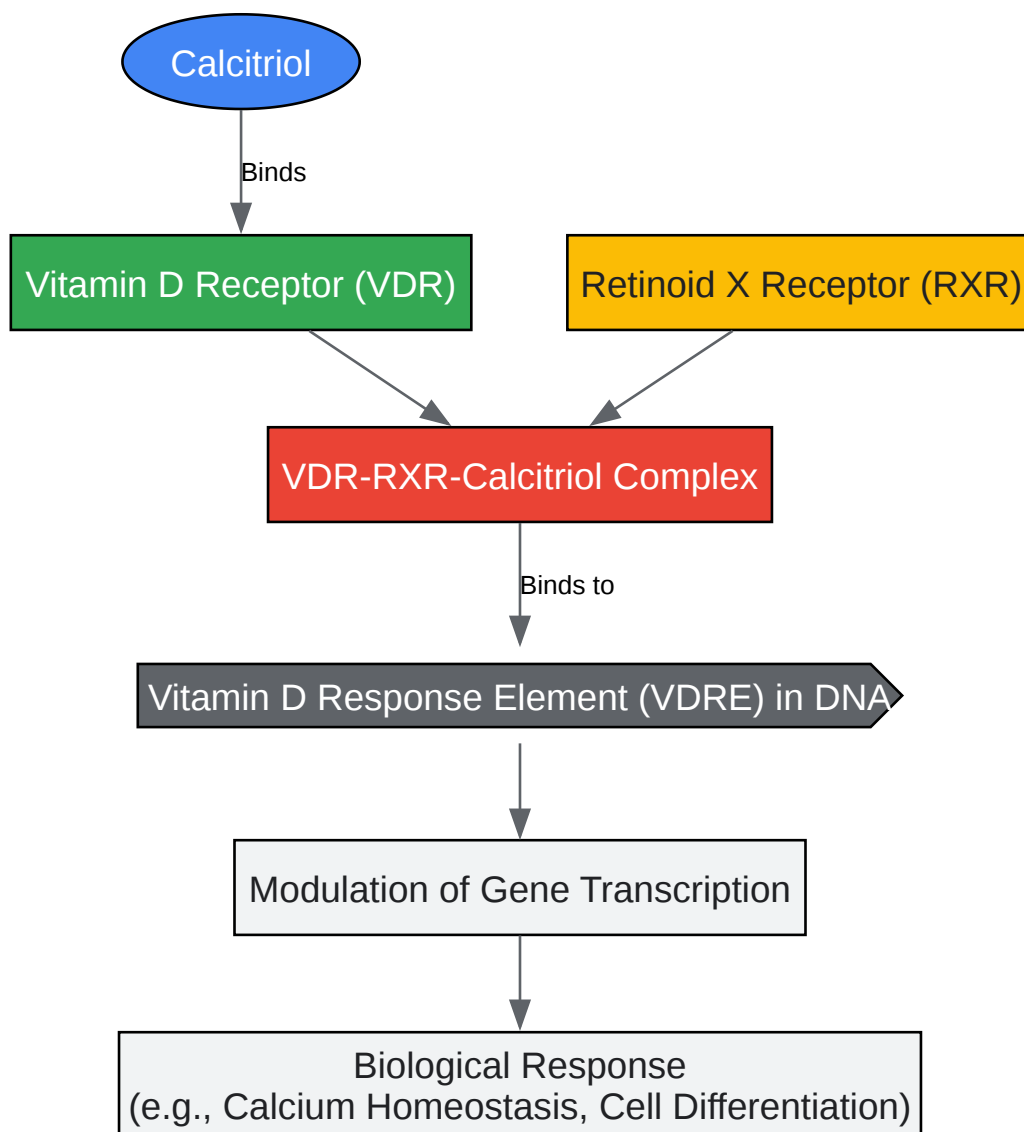 Calcitriol
Binds
Vitamin D Receptor (VDR)
Retinoid X Receptor (RXR)
VDR-RXR-Calcitriol Complex
Binds to
Vitamin D Response Element (VDRE) in DNA
Modulation of Gene Transcription
Biological Response
(e.g., Calcium Homeostasis, Cell Differentiation)